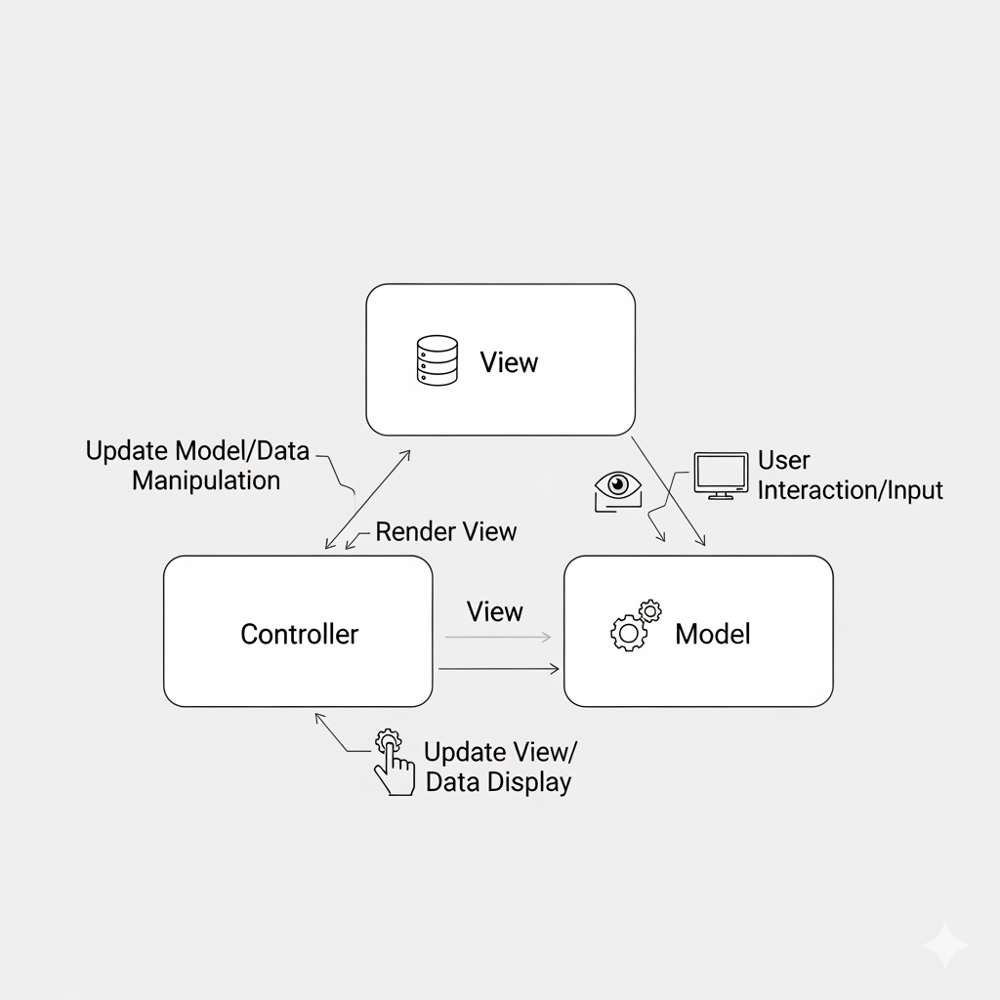 View
Update Model/Data
Manipulation
User
Interaction/Input
Render View
Controller
View
Model
Update View/
Data Display